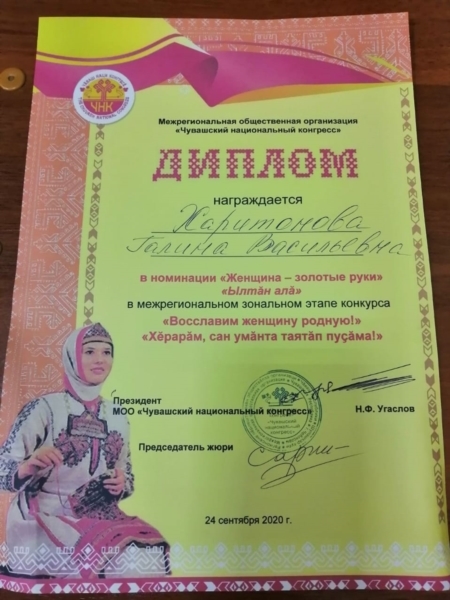 ЧНК
Межрегиональная общественная организация
«Чувашский национальный конгресс»
ДИПЛОМ
награждается
Харитонова
Галина Васильевна
в номинации «Женщина – золотые руки»
«Ылтӑн алӑ»
в межрегиональном зональном этапе конкурса
«Восславим женщину родную!»
«Хӗрарӑм, сан умӑнта таятӑп пуҫӑма!»
Президент
МОО «Чувашский национальный конгресс»
Н.Ф. Угаслов
Председатель жюри
24 сентября 2020 г.